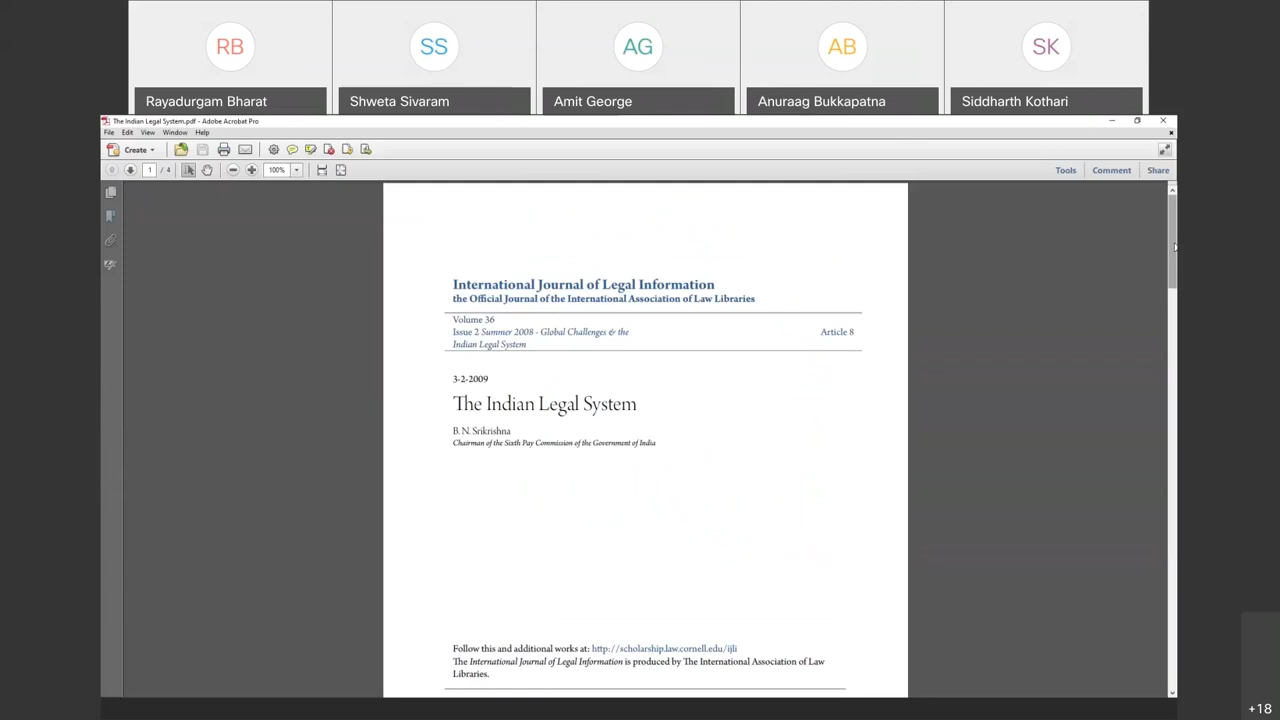 RB
SS
AG
AB
SK
Rayadurgam Bharat
Shweta Sivaram
Amit George
Anuraag Bukkapatna
Siddharth Kothari
The Indian Legal System.pdf - Adobe Acrobat Pro
File Edit View Window Help
Create
1 / 4 100% Tools Comment Share
International Journal of Legal Information
the Official Journal of the International Association of Law Libraries
Volume 36
Issue 2 Summer 2008 - Global Challenges & the Article 8
Indian Legal System
3-2-2009
The Indian Legal System
B. N. Srikrishna
Chairman of the Sixth Pay Commission of the Government of India
Follow this and additional works at: http://scholarship.law.cornell.edu/ijli
The International Journal of Legal Information is produced by The International Association of Law
Libraries.
+18